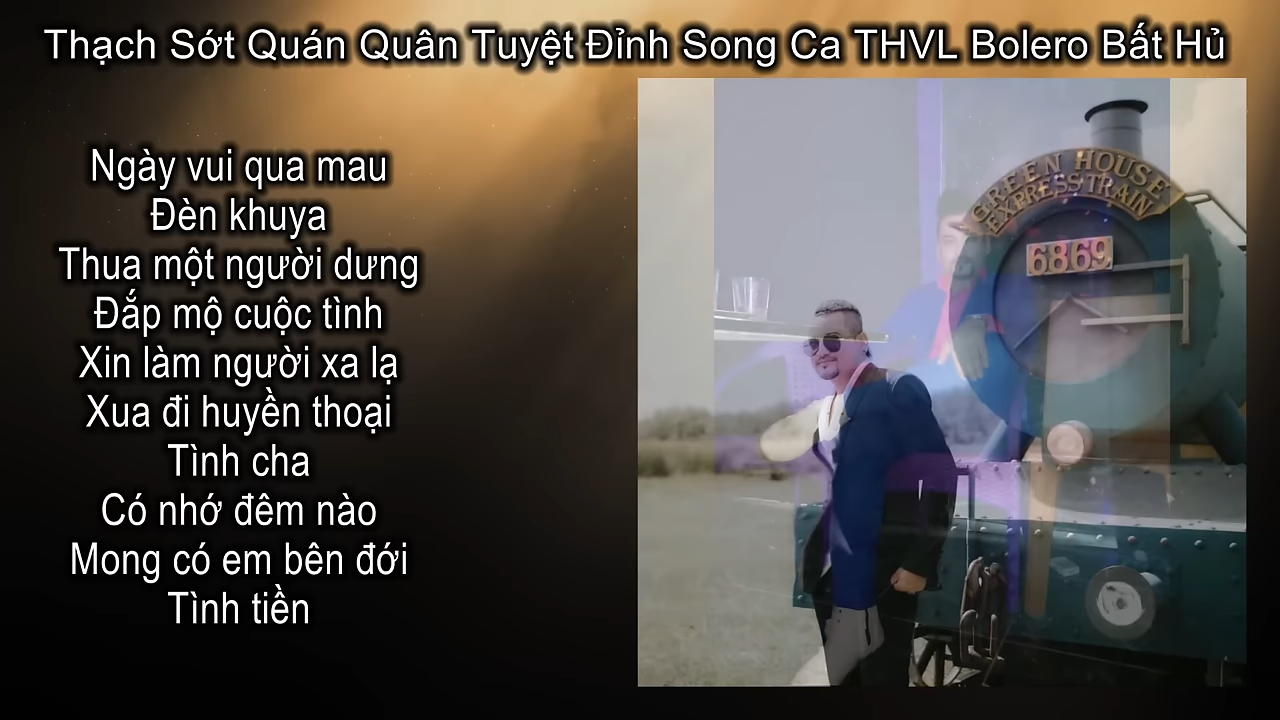 Thạch Sớt Quán Quân Tuyệt Đỉnh Song Ca THVL Bolero Bất Hủ
Ngày vui qua mau
Đèn khuya
Thua một người dưng
Đắp mộ cuộc tình
Xin làm người xa lạ
Xua đi huyền thoại
Tình cha
Có nhớ đêm nào
Mong có em bên đới
Tình tiền
GREEN HOUSE
EXPRESS TRAIN
6869